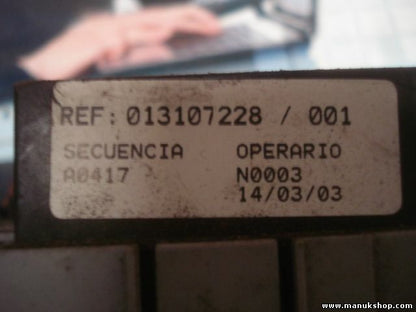 REF: 013107228 / 001
SECUENCIA OPERARIO
A0417 N0003
14/03/03
www.manukshop.com